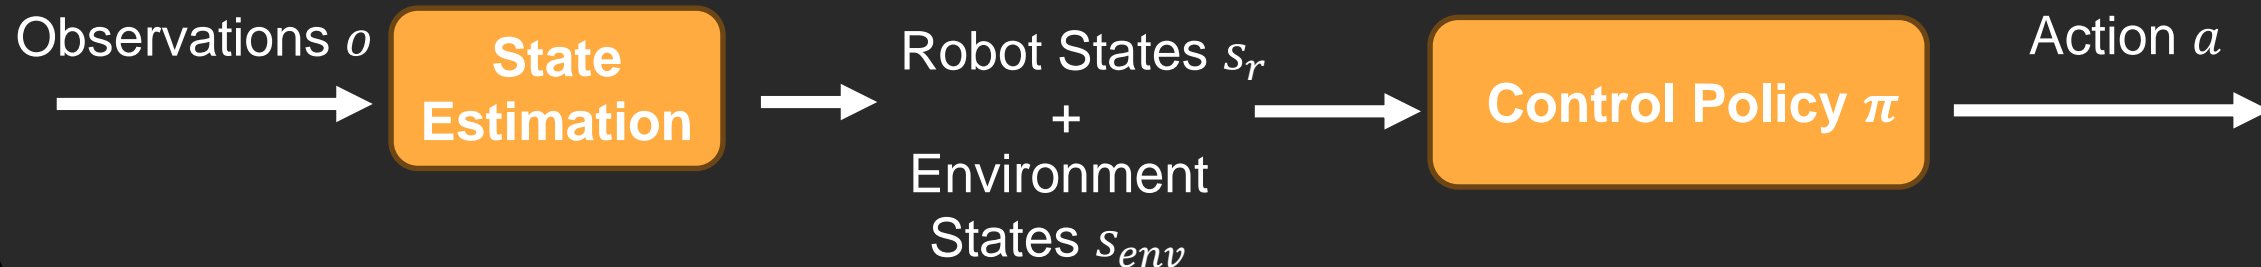 Observations o
State
Estimation
Robot States s_r
+
Environment
States s_env
Control Policy π
Action a